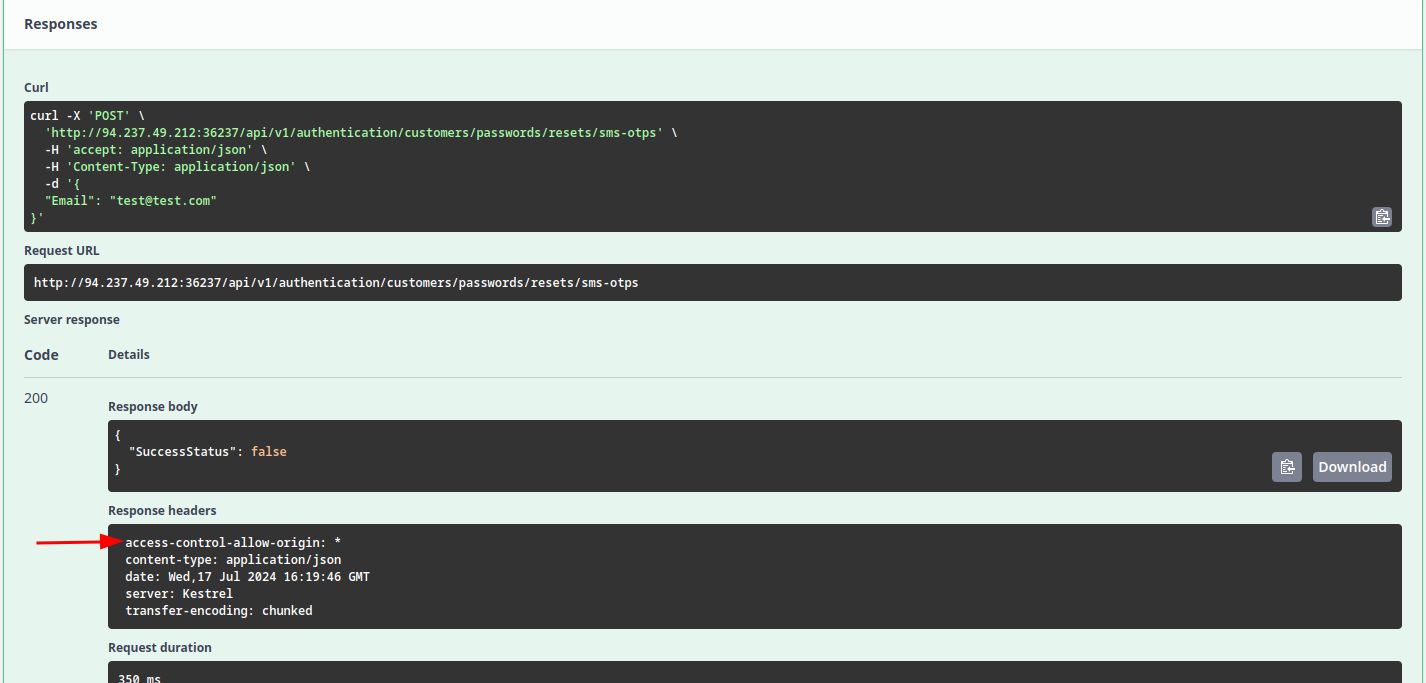 Responses
Curl
curl -X 'POST' \
'http://94.237.49.212:36237/api/v1/authentication/customers/passwords/resets/sms-otps' \
-H 'accept: application/json' \
-H 'Content-Type: application/json' \
-d '{
"Email": "test@test.com"
}'
Request URL
http://94.237.49.212:36237/api/v1/authentication/customers/passwords/resets/sms-otps
Server response
Code Details
200
Response body
{
"SuccessStatus": false
}
Download
Response headers
access-control-allow-origin: *
content-type: application/json
date: Wed,17 Jul 2024 16:19:46 GMT
server: Kestrel
transfer-encoding: chunked
Request duration
350 ms